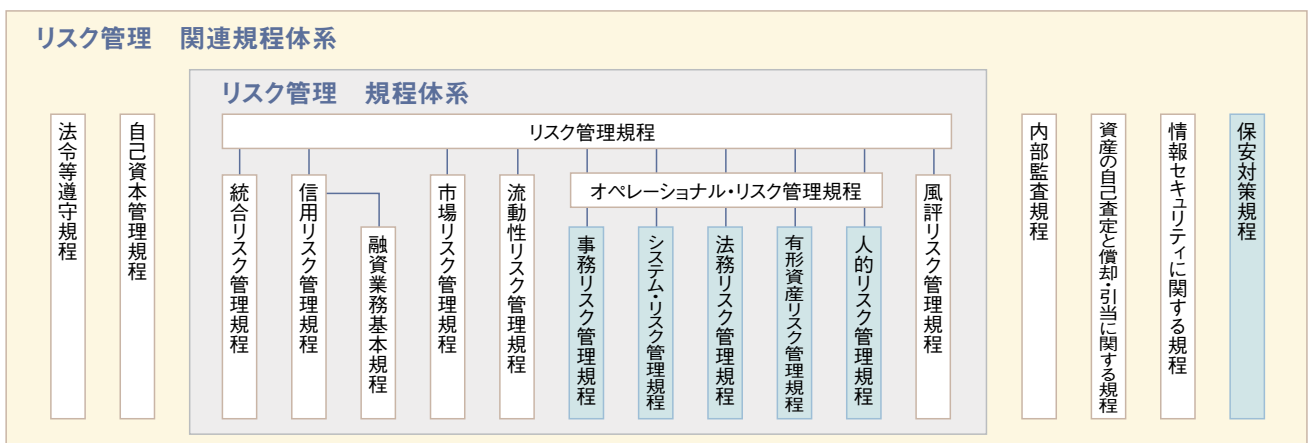 リスク管理　関連規程体系
リスク管理　規程体系
法令等遵守規程
自己資本管理規程
リスク管理規程
統合リスク管理規程
信用リスク管理規程
融資業務基本規程
市場リスク管理規程
流動性リスク管理規程
オペレーショナル・リスク管理規程
事務リスク管理規程
システム・リスク管理規程
法務リスク管理規程
有形資産リスク管理規程
人的リスク管理規程
風評リスク管理規程
内部監査規程
資産の自己査定と償却・引当に関する規程
情報セキュリティに関する規程
保安対策規程